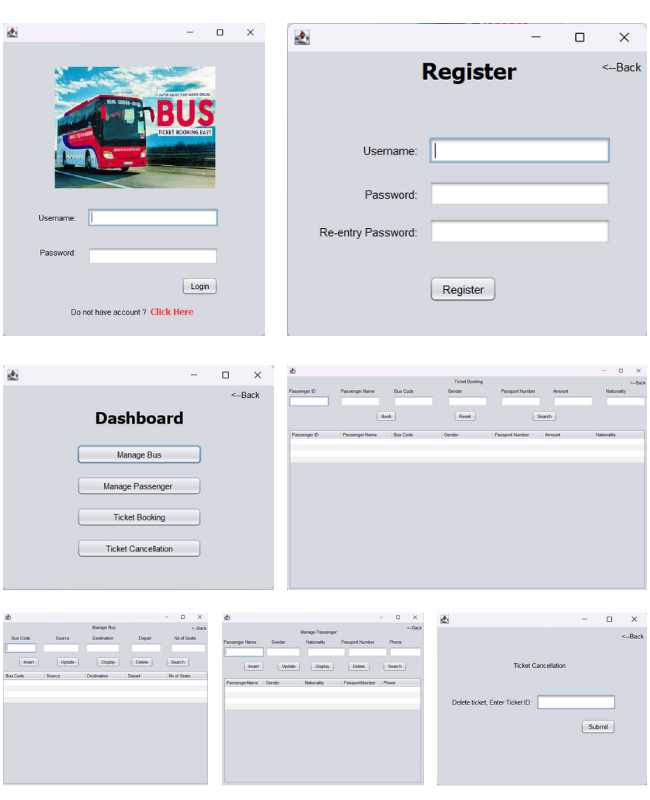 BUS
TICKET BOOKING EASY
Username:
Password:
Login
Do not have account ? Click Here
Register
<--Back
Username:
Password:
Re-entry Password:
Register
<--Back
Dashboard
Manage Bus
Manage Passenger
Ticket Booking
Ticket Cancellation
Ticket Booking
<--Back
Passenger ID Passenger Name Bus Code Gender Passport Number Amount Nationality
Book Reset Search
Passenger ID Passenger Name Bus Code Gender Passport Number Amount Nationality
Manage Bus
<--Back
Bus Code Source Destination Depart No of Seats
Insert Update Display Delete Search
Bus Code Source Destination Depart No of Seats
<--Back
Manage Passenger
Passenger Name Gender Nationality Passport Number Phone
Insert Update Display Delete Search
PassengerName Gender Nationality PassportNumber Phone
<--Back
Ticket Cancellation
Delete ticket, Enter Ticket ID:
Submit